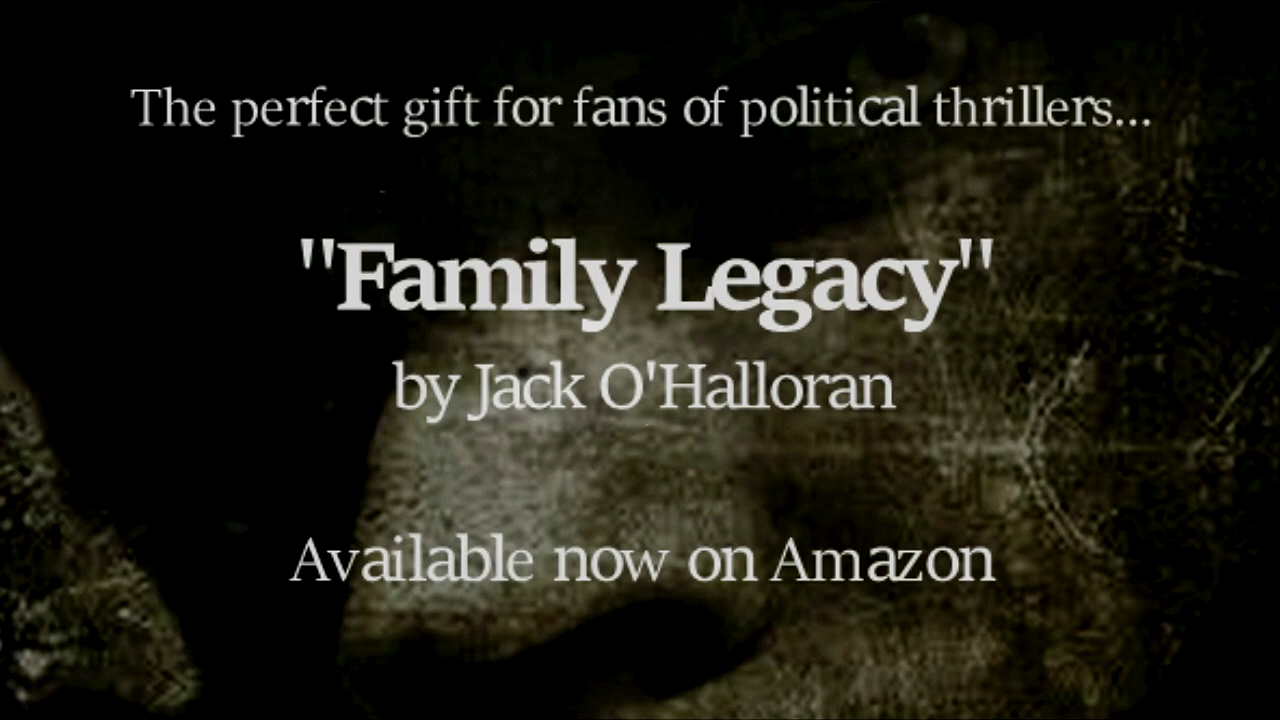 The perfect gift for fans of political thrillers...
"Family Legacy"
by Jack O'Halloran
Available now on Amazon